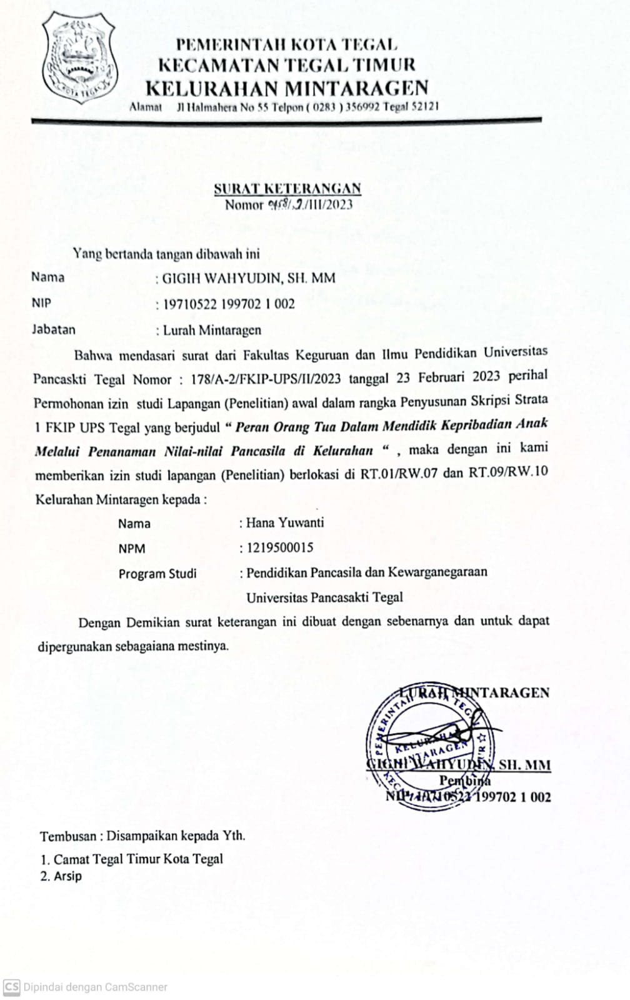 KOTA TEGAL
PEMERINTAH KOTA TEGAL
KECAMATAN TEGAL TIMUR
KELURAHAN MINTARAGEN
Alamat Jl Halmahera No 55 Telpon ( 0283 ) 356992 Tegal 52121
SURAT KETERANGAN
Nomor /III/2023
Yang bertanda tangan dibawah ini
Nama : GIGIH WAHYUDIN, SH. MM
NIP : 19710522 199702 1 002
Jabatan : Lurah Mintaragen
Bahwa mendasari surat dari Fakultas Keguruan dan Ilmu Pendidikan Universitas
Pancaskti Tegal Nomor : 178/A-2/FKIP-UPS/II/2023 tanggal 23 Februari 2023 perihal
Permohonan izin studi Lapangan (Penelitian) awal dalam rangka Penyusunan Skripsi Strata
1 FKIP UPS Tegal yang berjudul “ Peran Orang Tua Dalam Mendidik Kepribadian Anak
Melalui Penanaman Nilai-nilai Pancasila di Kelurahan “ , maka dengan ini kami
memberikan izin studi lapangan (Penelitian) berlokasi di RT.01/RW.07 dan RT.09/RW.10
Kelurahan Mintaragen kepada :
Nama : Hana Yuwanti
NPM : 1219500015
Program Studi : Pendidikan Pancasila dan Kewarganegaraan
Universitas Pancasakti Tegal
Dengan Demikian surat keterangan ini dibuat dengan sebenarnya dan untuk dapat
dipergunakan sebagaiana mestinya.
LURAH MINTARAGEN
PEMERINTAH KOTA TEGAL
KELURAHAN
MINTARAGEN
KECAMATAN TEGAL TIMUR
GIGIH WAHYUDIN, SH. MM
Pembina
NIP. 19710522 199702 1 002
Tembusan : Disampaikan kepada Yth.
1. Camat Tegal Timur Kota Tegal
2. Arsip
CS Dipindai dengan CamScanner